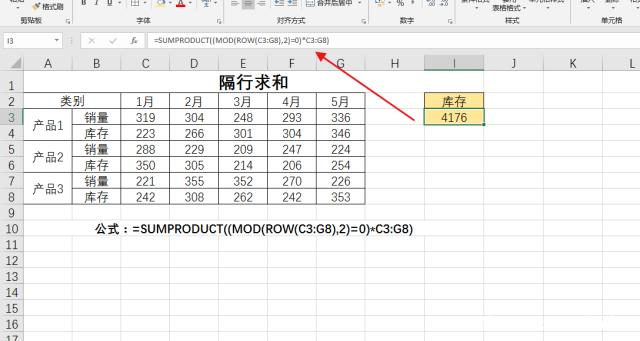 格式刷
B I U
合并后居中
% ,
表格格式
剪贴板 字体 对齐方式 数字 样式 单元格
I3 =SUMPRODUCT((MOD(ROW(C3:G8),2)=0)*C3:G8)
A B C D E F G H I J K L
1 隔行求和
2 类别 1月 2月 3月 4月 5月 库存
3 产品1 销量 319 304 248 293 336 4176
4 库存 223 266 301 304 346
5 产品2 销量 288 229 209 247 224
6 库存 350 305 214 206 254
7 产品3 销量 221 355 352 270 226
8 库存 242 308 262 242 353
9
10 公式：=SUMPRODUCT((MOD(ROW(C3:G8),2)=0)*C3:G8)
11
12
13
14
15
16
17